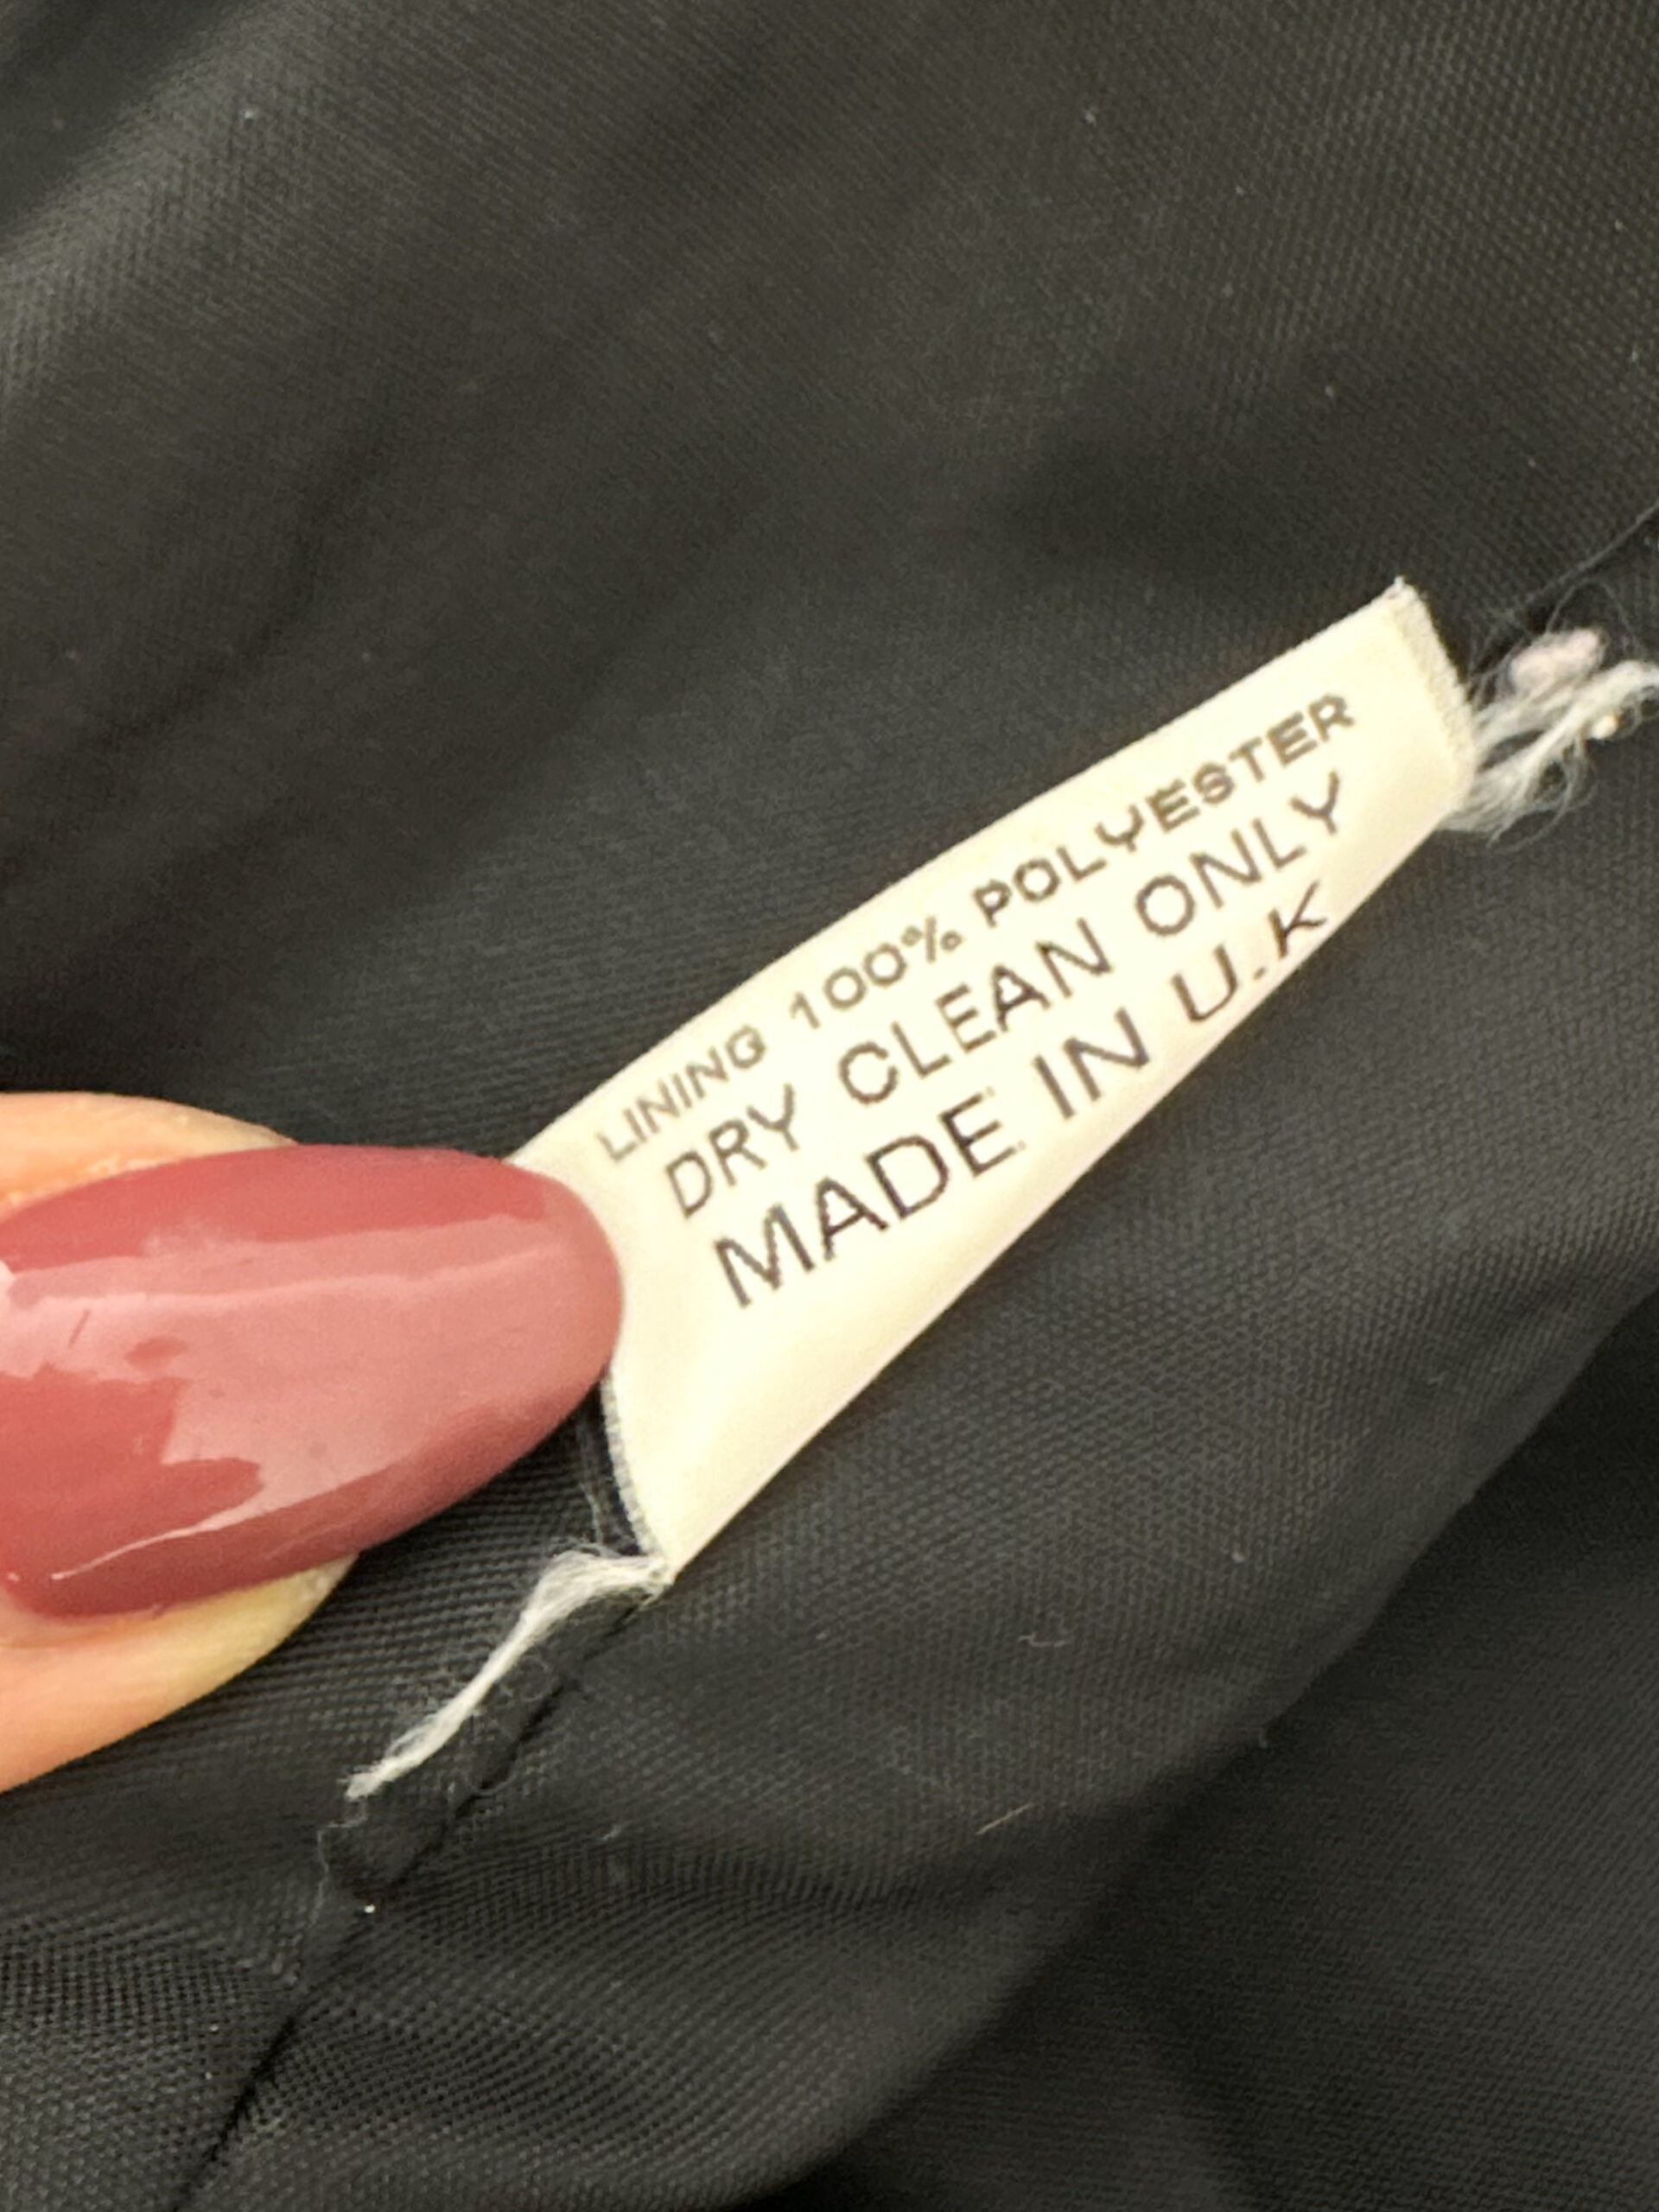 LINING 100% POLYESTER
DRY CLEAN ONLY
MADE IN U.K